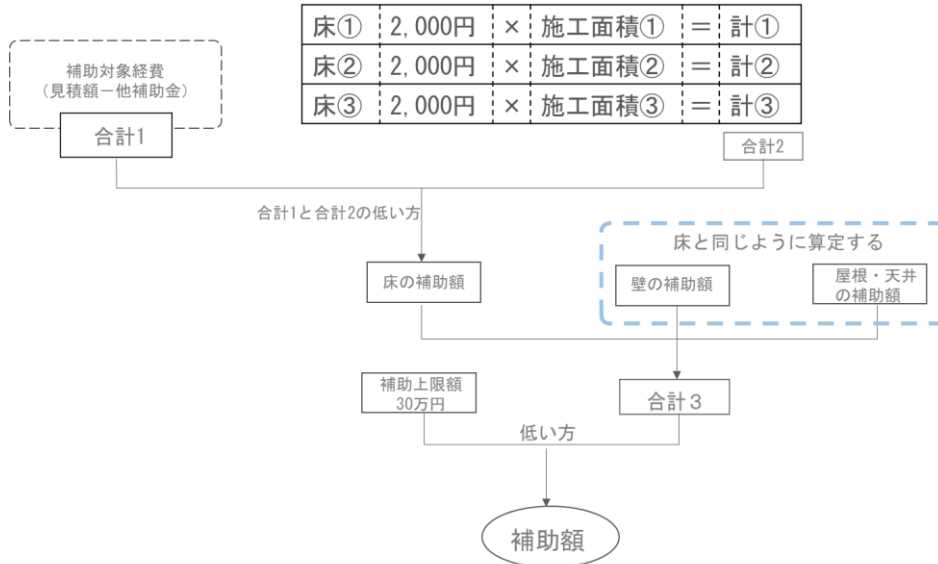 床① 2,000円 × 施工面積① = 計①
床② 2,000円 × 施工面積② = 計②
床③ 2,000円 × 施工面積③ = 計③
補助対象経費
（見積額－他補助金）
合計1
合計2
合計1と合計2の低い方
床と同じように算定する
床の補助額
壁の補助額
屋根・天井
の補助額
補助上限額
30万円
合計３
低い方
補助額